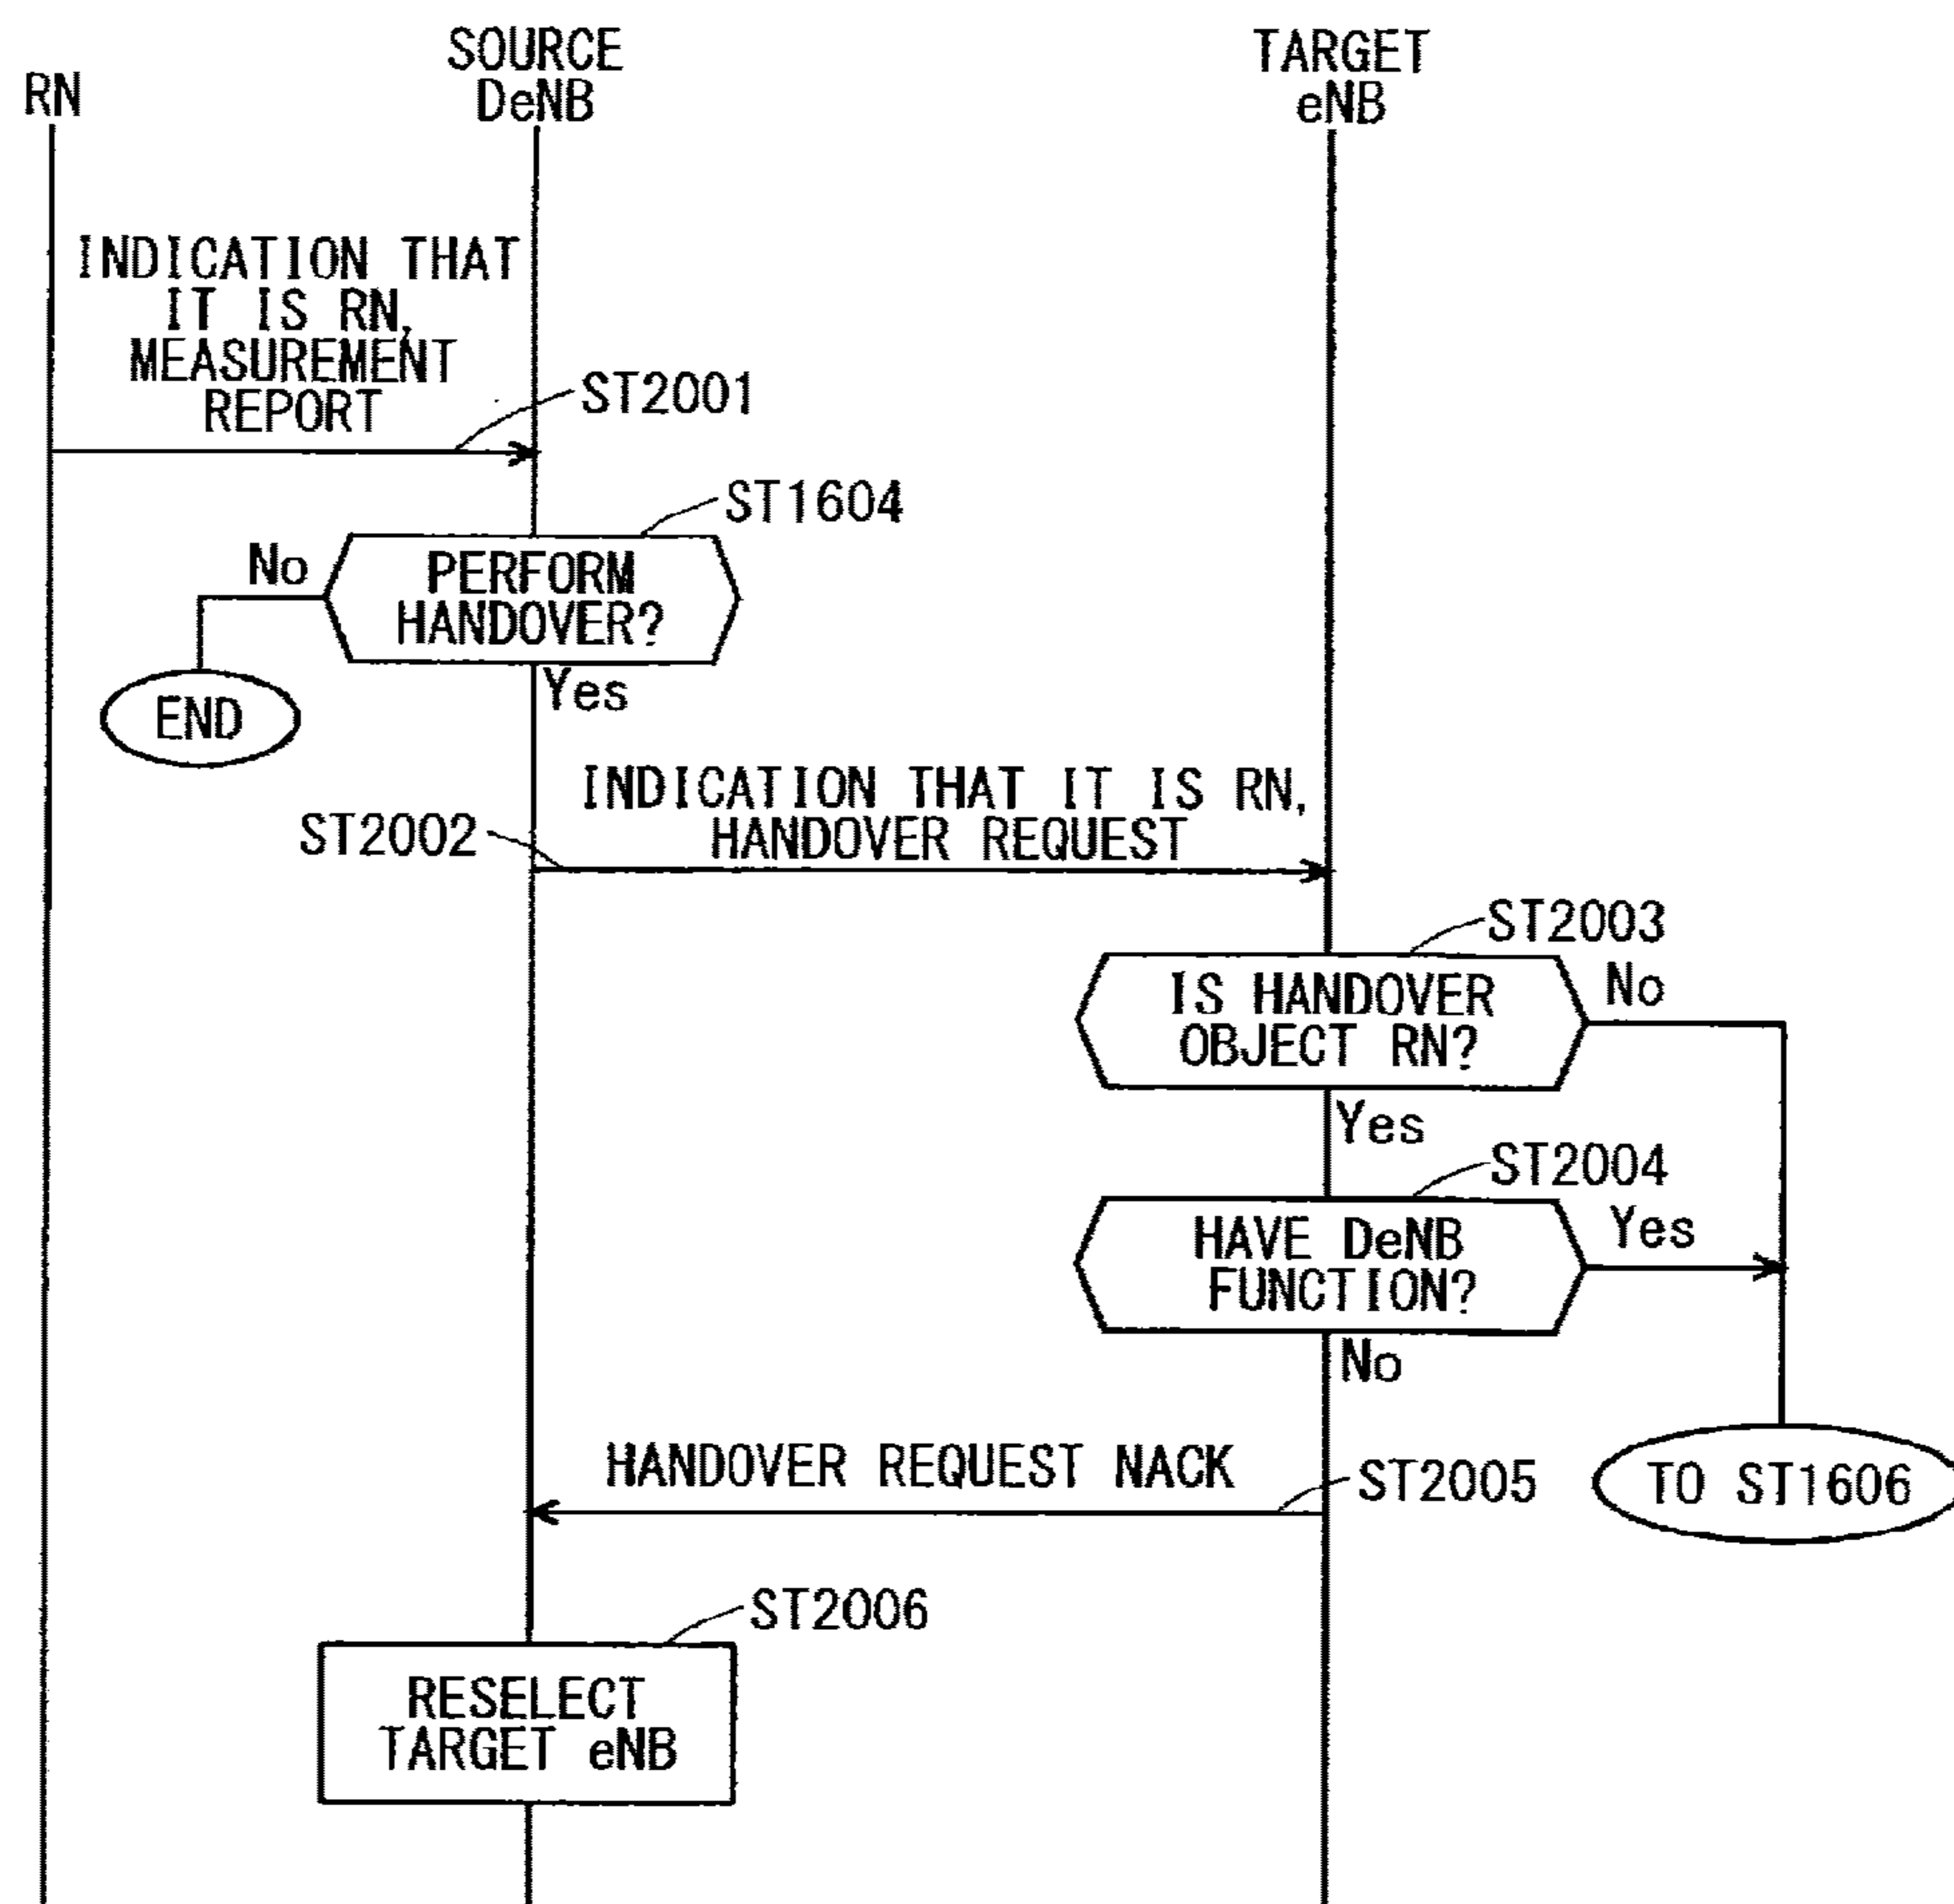 RN
SOURCE
DeNB
TARGET
eNB
INDICATION THAT
IT IS RN,
MEASUREMENT
REPORT
ST2001
ST1604
No
PERFORM
HANDOVER?
END
Yes
INDICATION THAT IT IS RN,
HANDOVER REQUEST
ST2002
ST2003
IS HANDOVER
OBJECT RN?
No
Yes
ST2004
HAVE DeNB
FUNCTION?
Yes
No
HANDOVER REQUEST NACK
ST2005
TO ST1606
ST2006
RESELECT
TARGET eNB